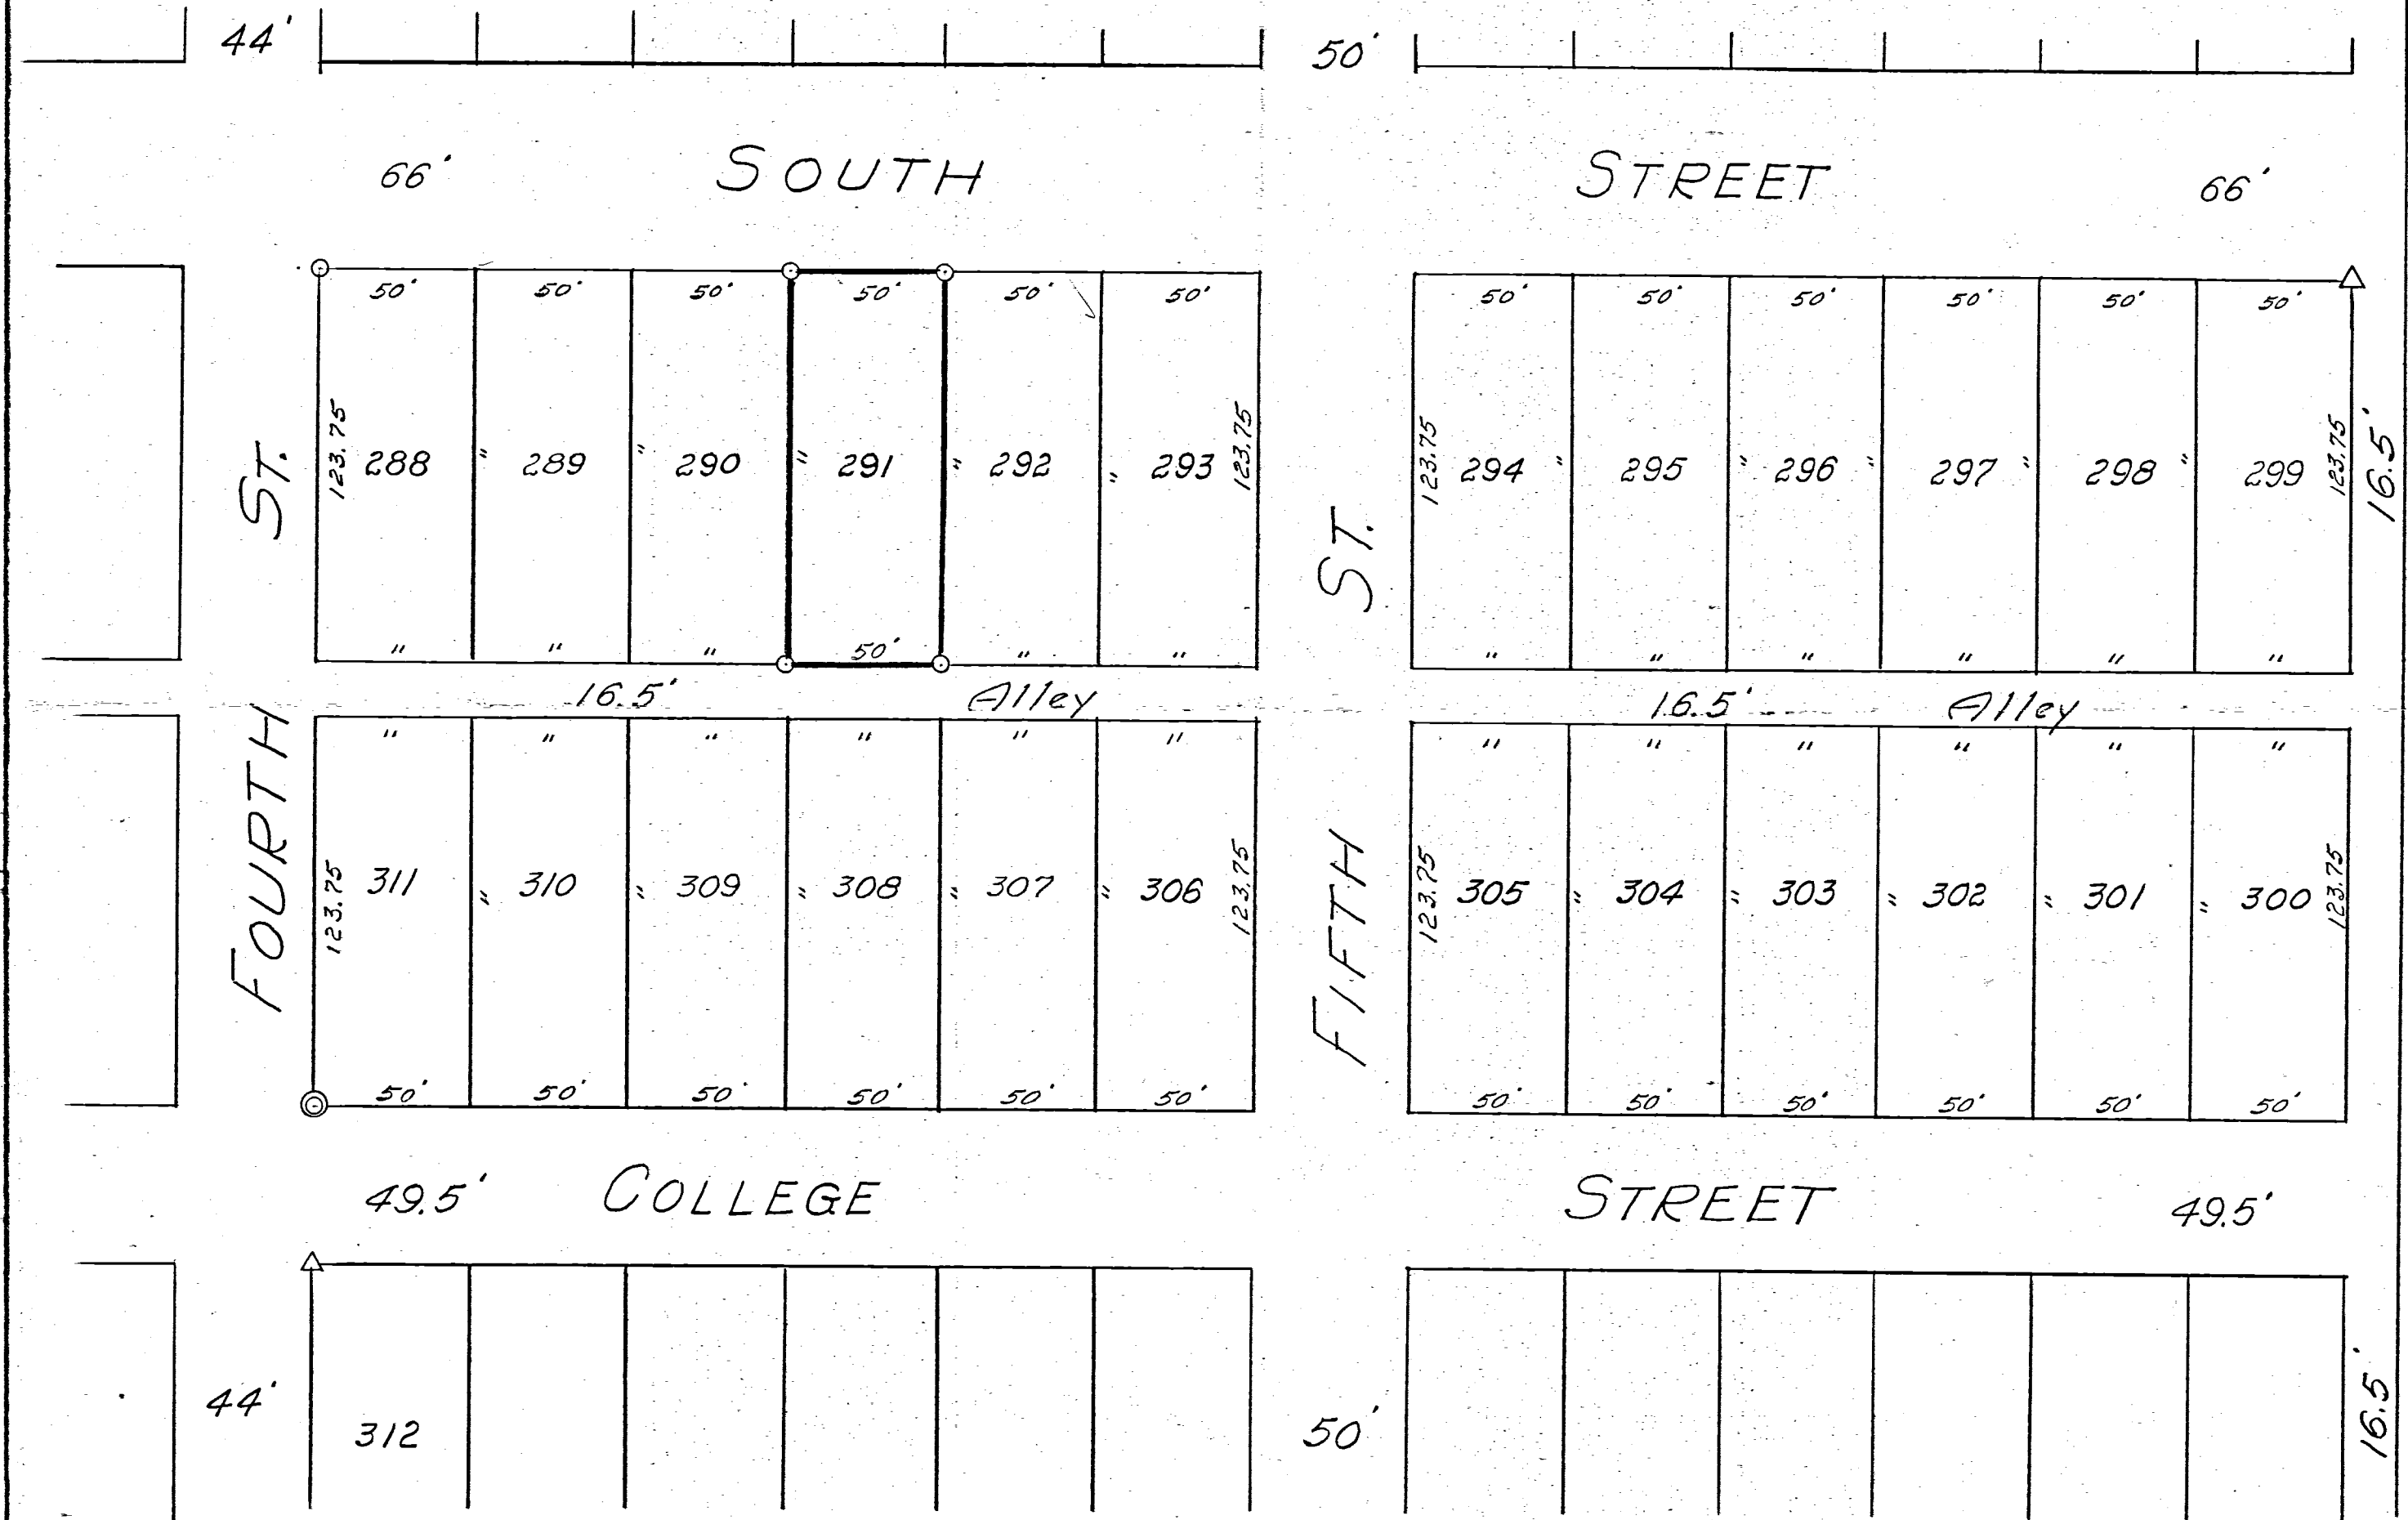 44' 50'
66' SOUTH STREET 66'
50' 50' 50' 50' 50' 50' 50' 50' 50' 50' 50' 50'
123.75 288 " 289 " 290 " 291 " 292 " 293 123.75
ST.
123.75 294 " 295 " 296 " 297 " 298 " 299 123.75 16.5'
ST.
" " " 50' " " " " " " " "
16.5' Alley 16.5' Alley
" " " " " " " " " " " "
FOURTH
123.75 311 " 310 " 309 " 308 " 307 " 306 123.75
FIFTH
123.75 305 " 304 " 303 " 302 " 301 " 300 123.75
50' 50' 50' 50' 50' 50' 50' 50' 50' 50' 50' 50'
49.5' COLLEGE STREET 49.5'
44' 312 50' 16.5'